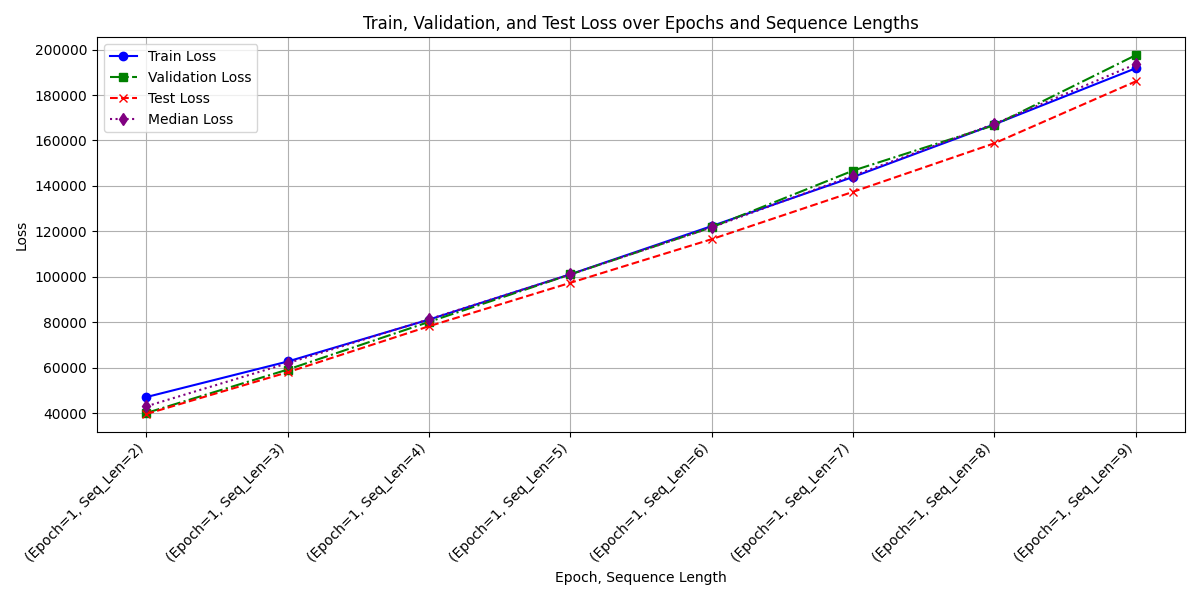 Train, Validation, and Test Loss over Epochs and Sequence Lengths
Train Loss
Validation Loss
Test Loss
Median Loss
200000
180000
160000
140000
120000
100000
80000
60000
40000
Loss
(Epoch=1, Seq_Len=2)
(Epoch=1, Seq_Len=3)
(Epoch=1, Seq_Len=4)
(Epoch=1, Seq_Len=5)
(Epoch=1, Seq_Len=6)
(Epoch=1, Seq_Len=7)
(Epoch=1, Seq_Len=8)
(Epoch=1, Seq_Len=9)
Epoch, Sequence Length